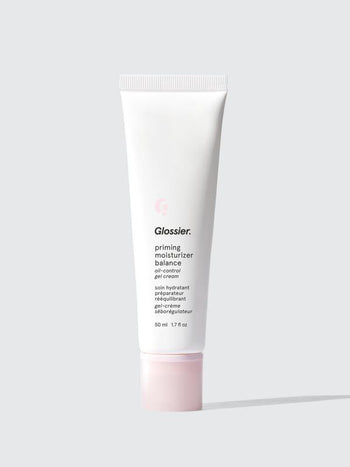 Glossier.
priming
moisturizer
balance
oil-control
gel cream
soin hydratant
préparateur
rééquilibrant
gel-crème
séborégulateur
50 ml 1.7 fl oz